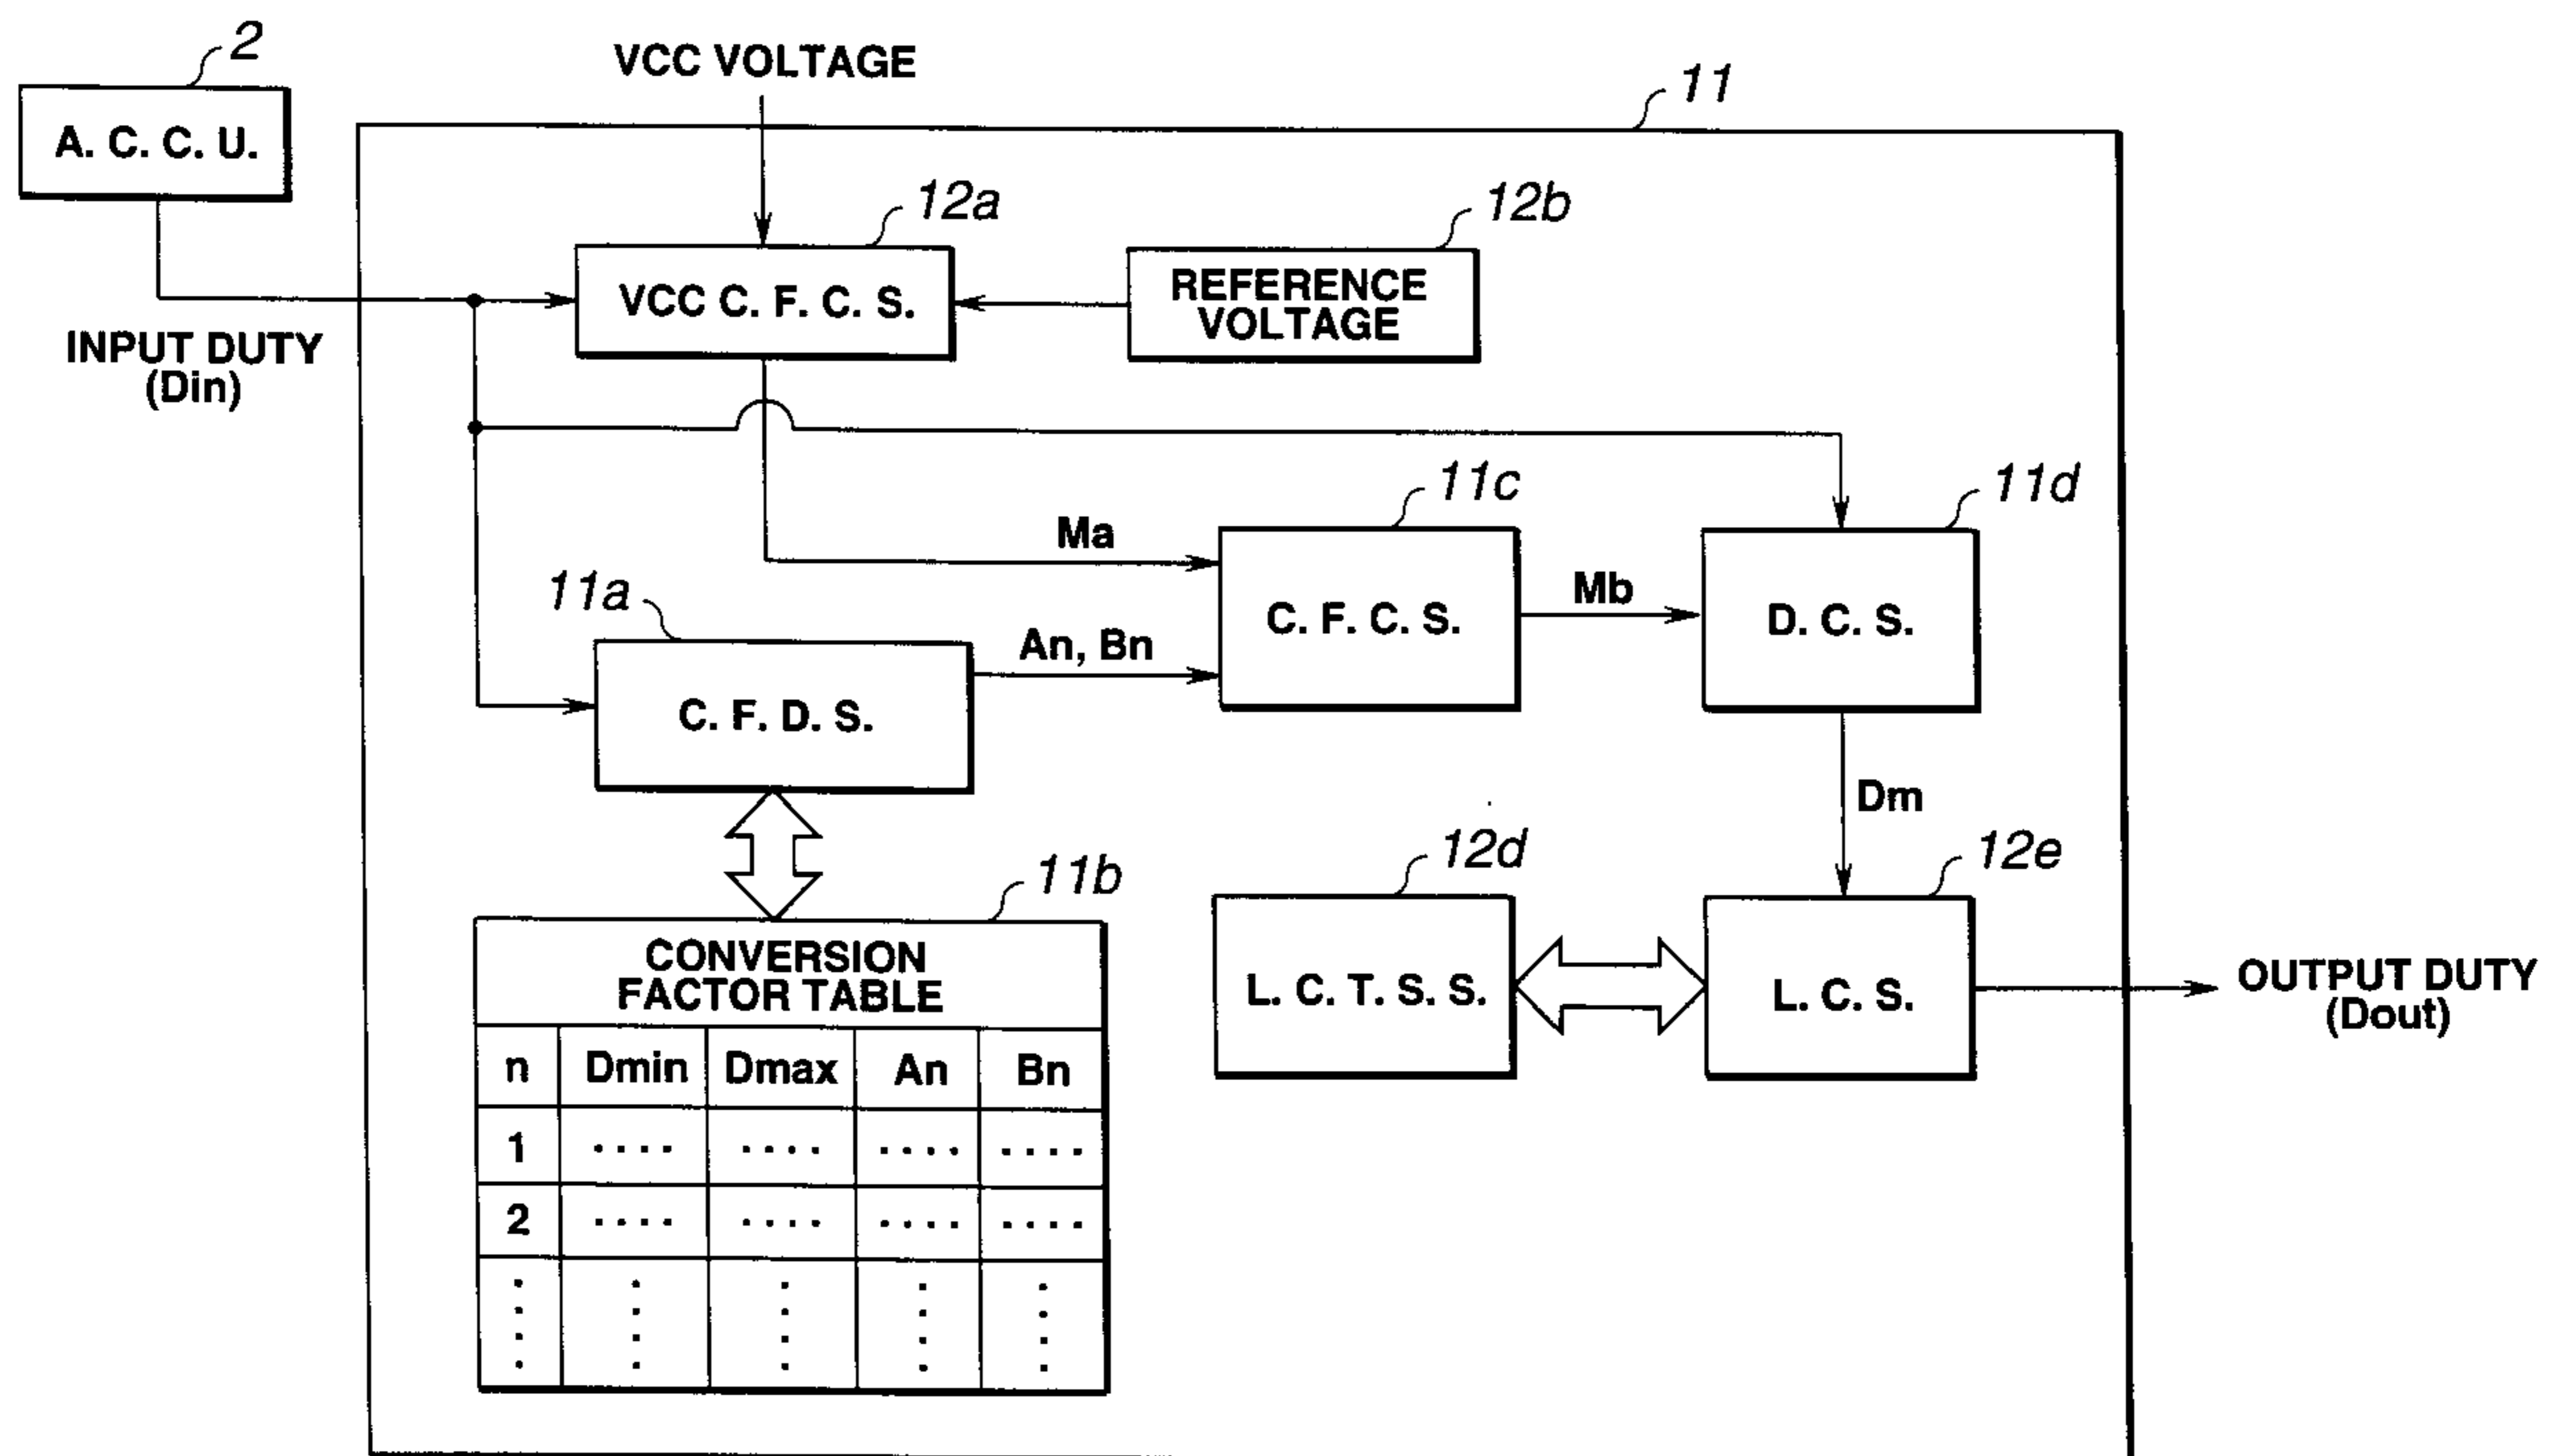 2
VCC VOLTAGE
11
A. C. C. U.
12a
12b
VCC C. F. C. S.
REFERENCE
VOLTAGE
INPUT DUTY
(Din)
11c
11d
Ma
11a
Mb
C. F. C. S.
D. C. S.
An, Bn
C. F. D. S.
Dm
12d
12e
11b
CONVERSION
FACTOR TABLE
L. C. T. S. S.
L. C. S.
OUTPUT DUTY
(Dout)
n Dmin Dmax An Bn
1 .... .... .... ....
2 .... .... .... ....